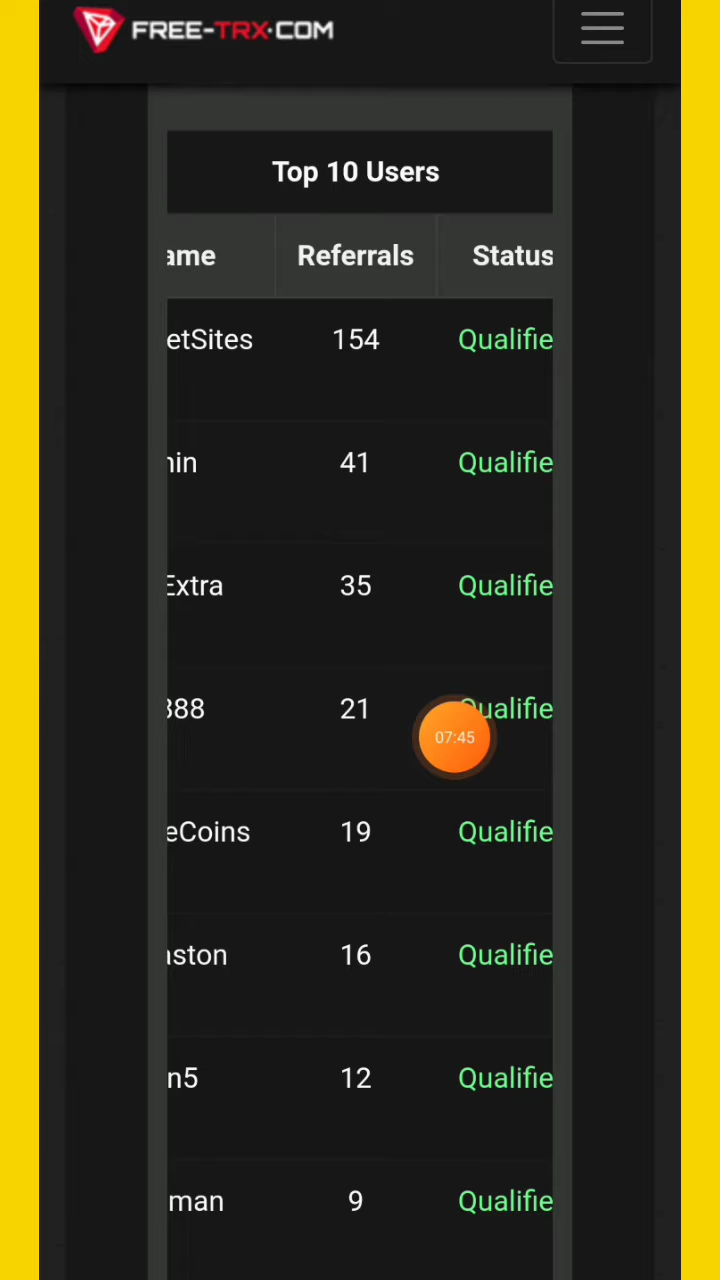 FREE-TRX.COM
Top 10 Users
ame Referrals Status
etSites 154 Qualifie
nin 41 Qualifie
Extra 35 Qualifie
388 21 Qualifie
07:45
eCoins 19 Qualifie
aston 16 Qualifie
n5 12 Qualifie
man 9 Qualifie